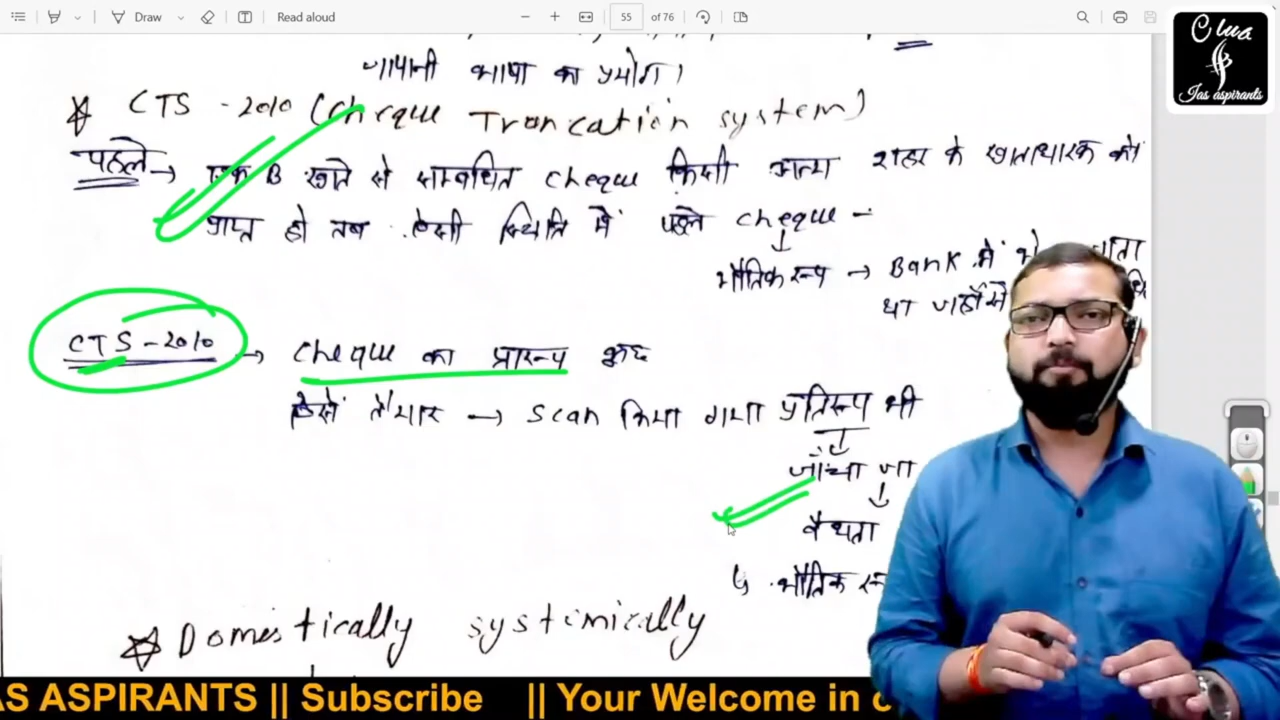 Draw
Read aloud
55 of 76
Clua
Ias aspirants
जापानी भाषा का प्रयोग।
CTS - 2010 (Cheque Truncation system)
पहले → एक B खाते से सम्बंधित cheque किसी अन्य शहर के खाताधारक को
प्राप्त हो तब ऐसी स्थिति में पहले cheque -
भौतिक रूप → Bank में
था जहाँ से
CTS - 2010 → cheque का प्रारूप कुछ
ऐसे तैयार → scan किया गया प्रतिरूप भी
जाँचा जा
वैधता
↳ भौतिक
Domestically systemically
AS ASPIRANTS || Subscribe || Your Welcome in